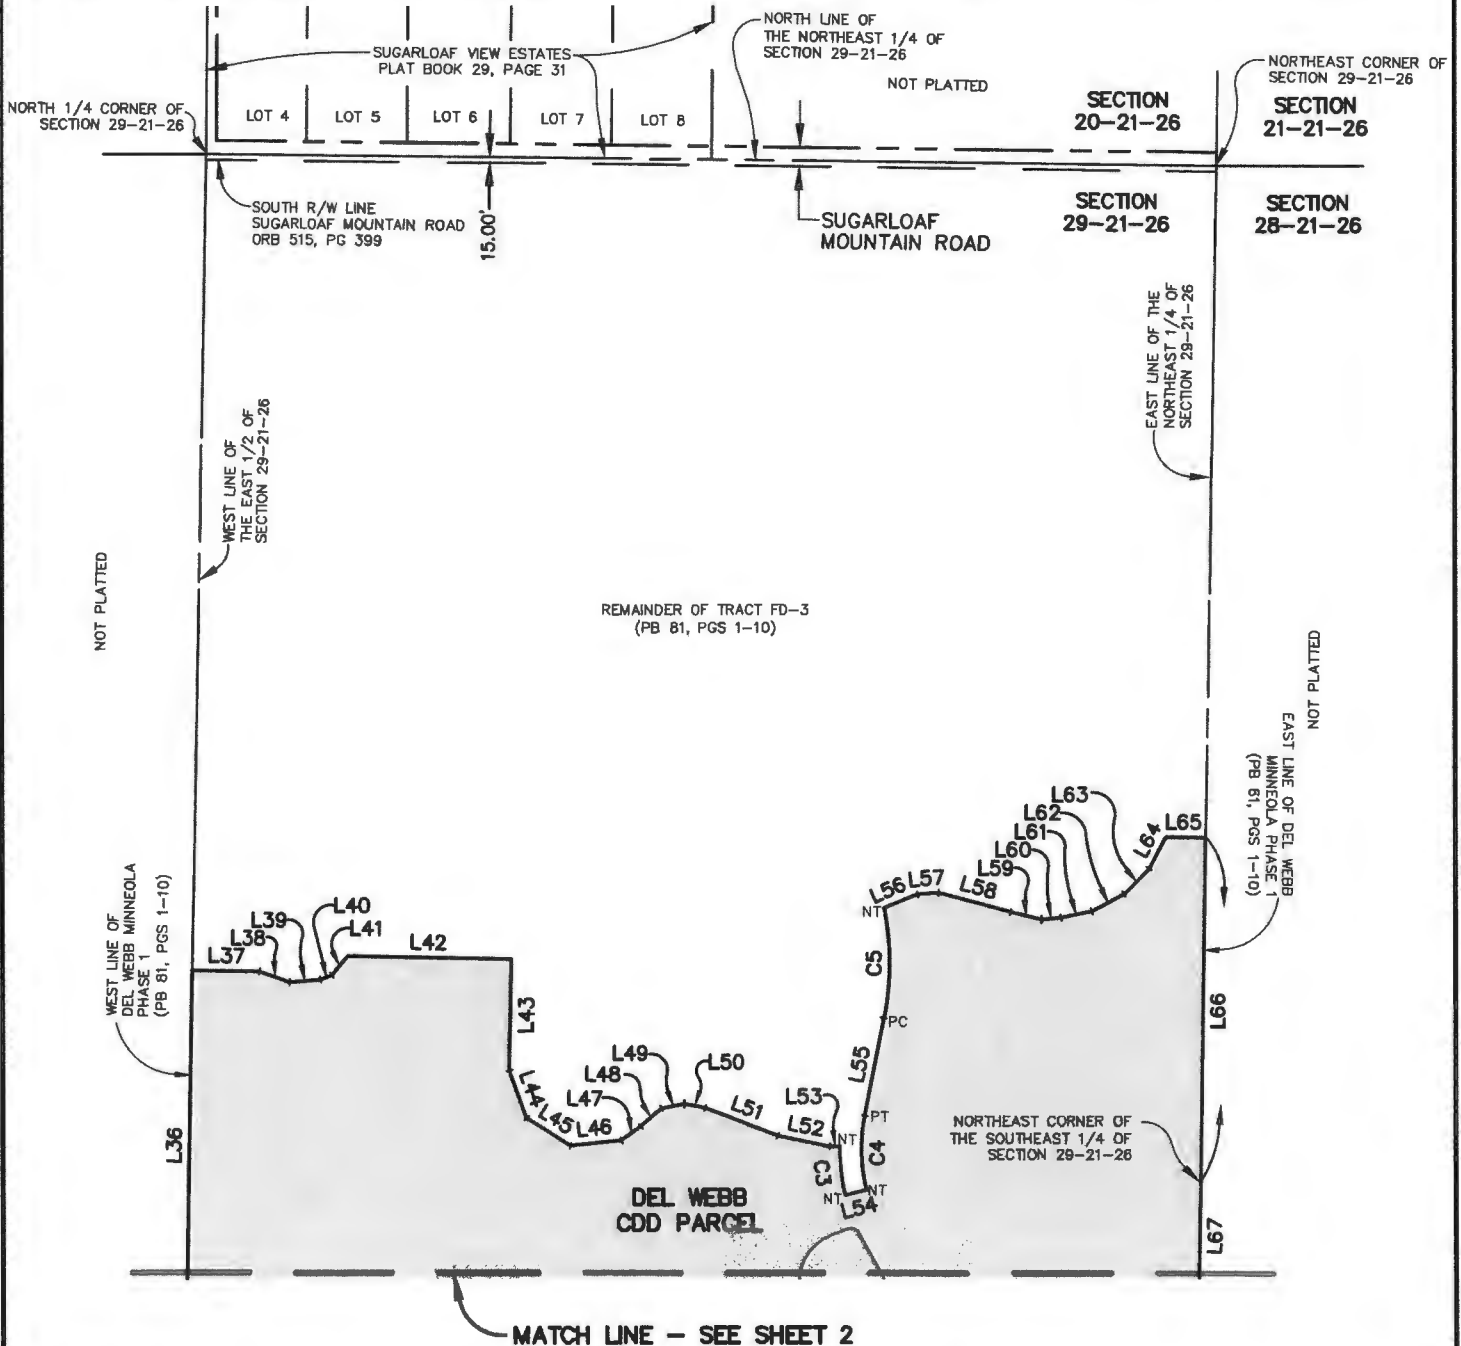 NORTH LINE OF
THE NORTHEAST 1/4 OF
SECTION 29-21-26
SUGARLOAF VIEW ESTATES
PLAT BOOK 29, PAGE 31
NOT PLATTED
NORTHEAST CORNER OF
SECTION 29-21-26
NORTH 1/4 CORNER OF
SECTION 29-21-26
LOT 4
LOT 5
LOT 6
LOT 7
LOT 8
SECTION
20-21-26
SECTION
21-21-26
SOUTH R/W LINE
SUGARLOAF MOUNTAIN ROAD
ORB 515, PG 399
15.00'
SUGARLOAF
MOUNTAIN ROAD
SECTION
29-21-26
SECTION
28-21-26
EAST LINE OF THE
NORTHEAST 1/4 OF
SECTION 29-21-26
WEST LINE OF
THE EAST 1/2 OF
SECTION 29-21-26
NOT PLATTED
REMAINDER OF TRACT FD-3
(PB 81, PGS 1-10)
NOT PLATTED
EAST LINE OF DEL WEBB
MINNEOLA PHASE 1
(PB 61, PGS 1-10)
WEST LINE OF
DEL WEBB MINNEOLA
PHASE 1
(PB 81, PGS 1-10)
L36
L37
L38
L39
L40
L41
L42
L43
L44
L45
L46
L47
L48
L49
L50
L51
L52
L53
NT
C3
NT
L54
NT
C4
PT
L55
PC
C5
NT
L56
L57
L58
L59
L60
L61
L62
L63
L64
L65
L66
NORTHEAST CORNER OF
THE SOUTHEAST 1/4 OF
SECTION 29-21-26
L67
DEL WEBB
CDD PARCEL
MATCH LINE - SEE SHEET 2